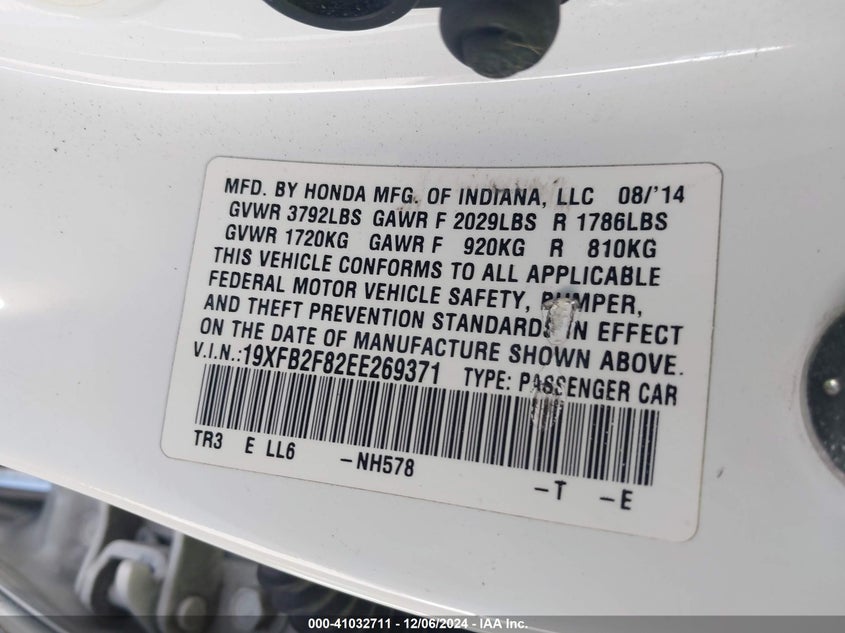 MFD. BY HONDA MFG. OF INDIANA, LLC 08/'14
GVWR 3792LBS GAWR F 2029LBS R 1786LBS
GVWR 1720KG GAWR F 920KG R 810KG
THIS VEHICLE CONFORMS TO ALL APPLICABLE
FEDERAL MOTOR VEHICLE SAFETY, BUMPER,
AND THEFT PREVENTION STANDARDS IN EFFECT
ON THE DATE OF MANUFACTURE SHOWN ABOVE.
V.I.N.:19XFB2F82EE269371 TYPE: PASSENGER CAR
TR3 E LL6 -NH578 -T -E
000-41032711 - 12/06/2024 - IAA Inc.